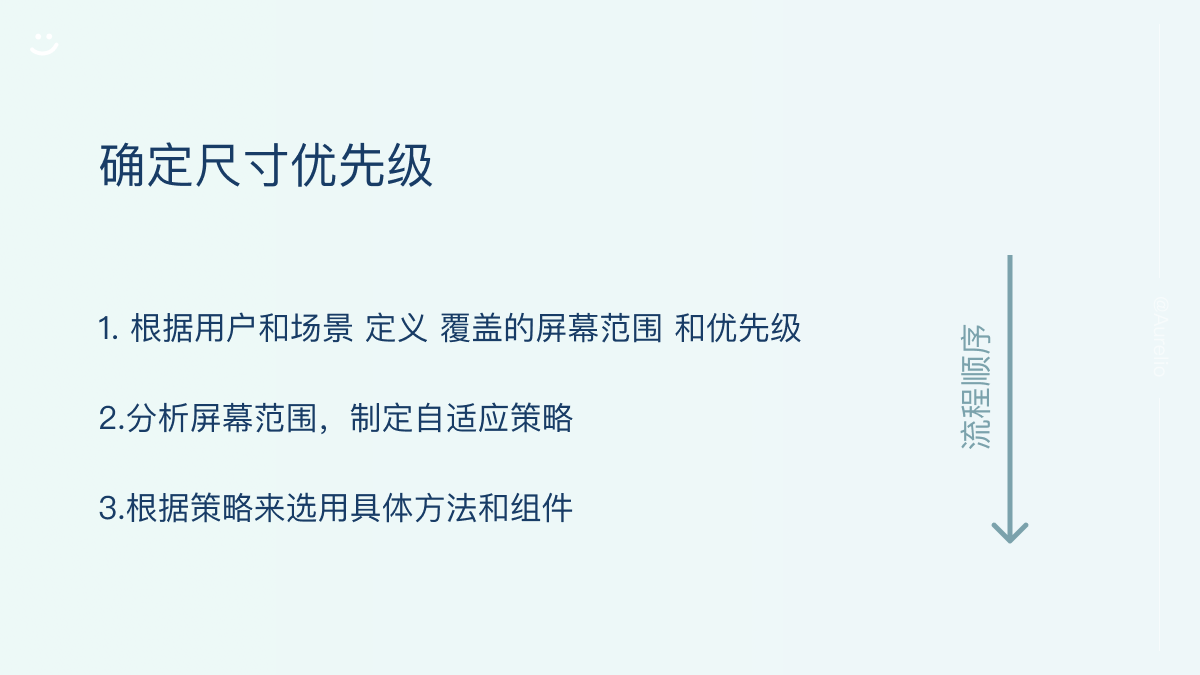 确定尺寸优先级
1. 根据用户和场景 定义 覆盖的屏幕范围 和优先级
2.分析屏幕范围，制定自适应策略
3.根据策略来选用具体方法和组件
流程顺序
@Aurelio